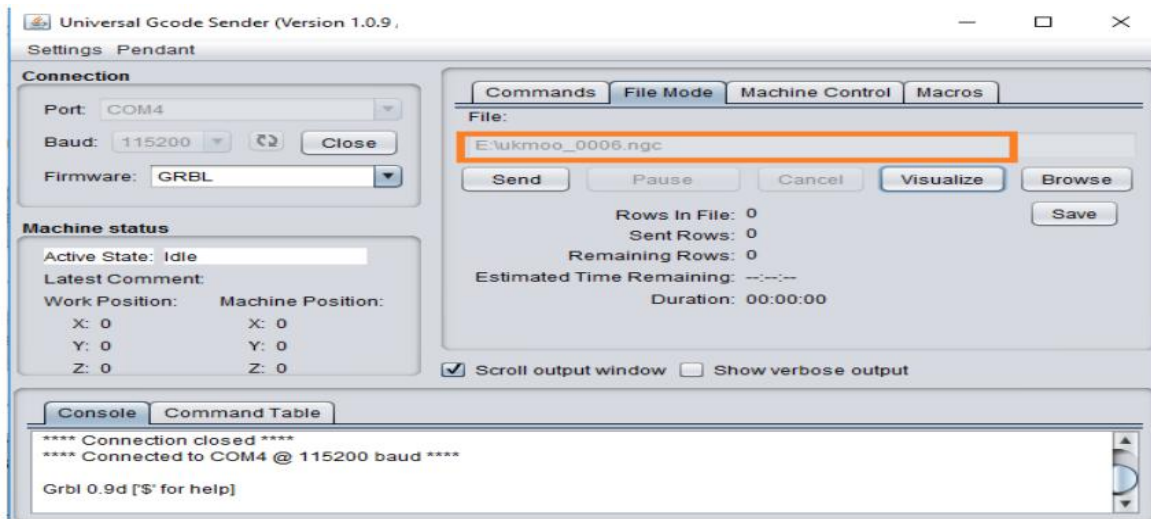 Universal Gcode Sender (Version 1.0.9
Settings Pendant
Connection
Port: COM4
Baud: 115200 Close
Firmware: GRBL
Machine status
Active State: Idle
Latest Comment:
Work Position: Machine Position:
X: 0 X: 0
Y: 0 Y: 0
Z: 0 Z: 0
Commands File Mode Machine Control Macros
File:
E:\ukmoo_0006.ngc
Send Pause Cancel Visualize Browse
Rows In File: 0 Save
Sent Rows: 0
Remaining Rows: 0
Estimated Time Remaining: --:--:--
Duration: 00:00:00
Scroll output window Show verbose output
Console Command Table
**** Connection closed ****
**** Connected to COM4 @ 115200 baud ****
Grbl 0.9d ['$' for help]